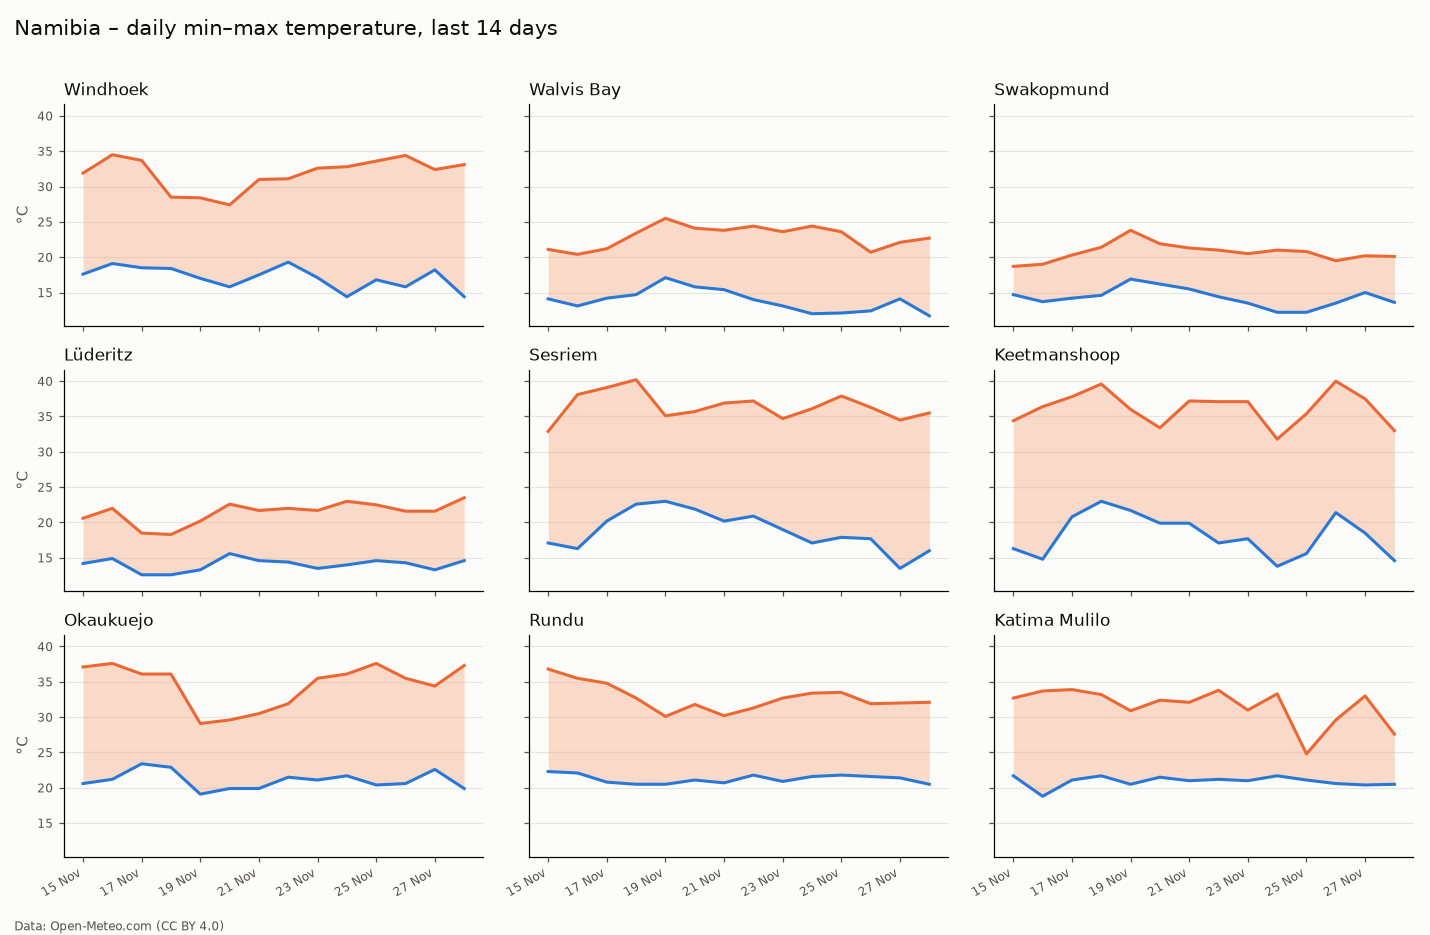 Namibia – daily min–max temperature, last 14 days
Windhoek
Walvis Bay
Swakopmund
40
35
30
25
20
15
°C
Lüderitz
Sesriem
Keetmanshoop
40
35
30
25
20
15
°C
Okaukuejo
Rundu
Katima Mulilo
40
35
30
25
20
15
°C
15 Nov 17 Nov 19 Nov 21 Nov 23 Nov 25 Nov 27 Nov
15 Nov 17 Nov 19 Nov 21 Nov 23 Nov 25 Nov 27 Nov
15 Nov 17 Nov 19 Nov 21 Nov 23 Nov 25 Nov 27 Nov
Data: Open-Meteo.com (CC BY 4.0)